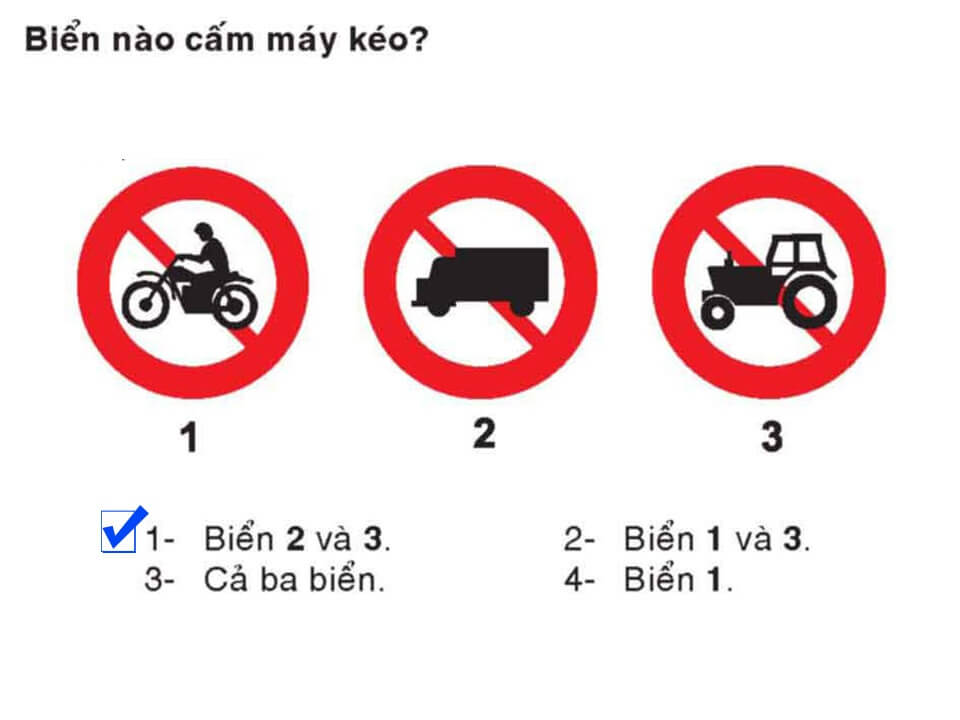 Biển nào cấm máy kéo?
1 2 3
1- Biển 2 và 3. 2- Biển 1 và 3.
3- Cả ba biển. 4- Biển 1.